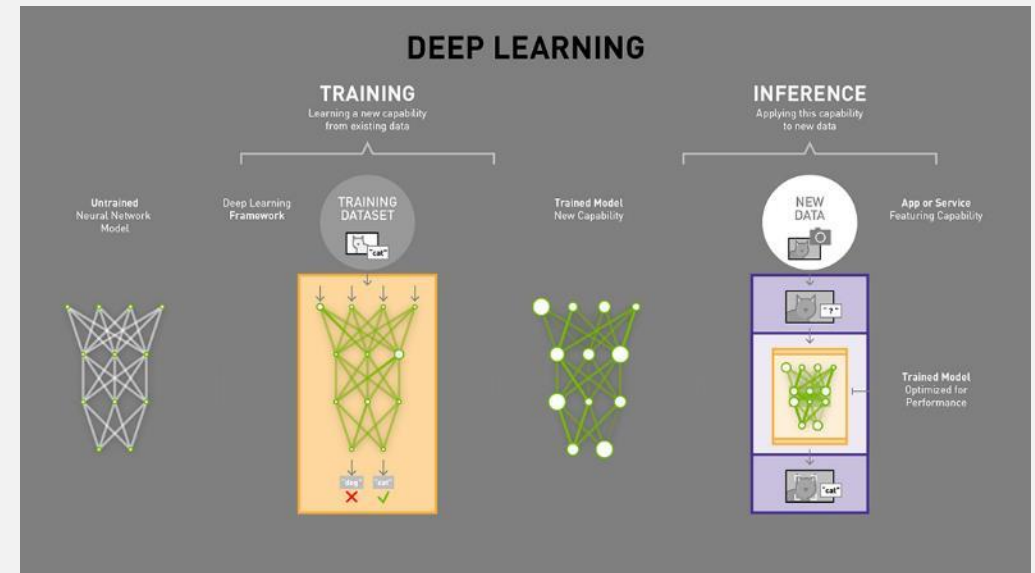 DEEP LEARNING
TRAINING
Learning a new capability
from existing data
INFERENCE
Applying this capability
to new data
Untrained
Neural Network
Model
Deep Learning
Framework
TRAINING
DATASET
"cat"
Trained Model
New Capability
NEW
DATA
App or Service
Featuring Capability
"?"
Trained Model
Optimized for
Performance
"dog"
"cat"
"cat"